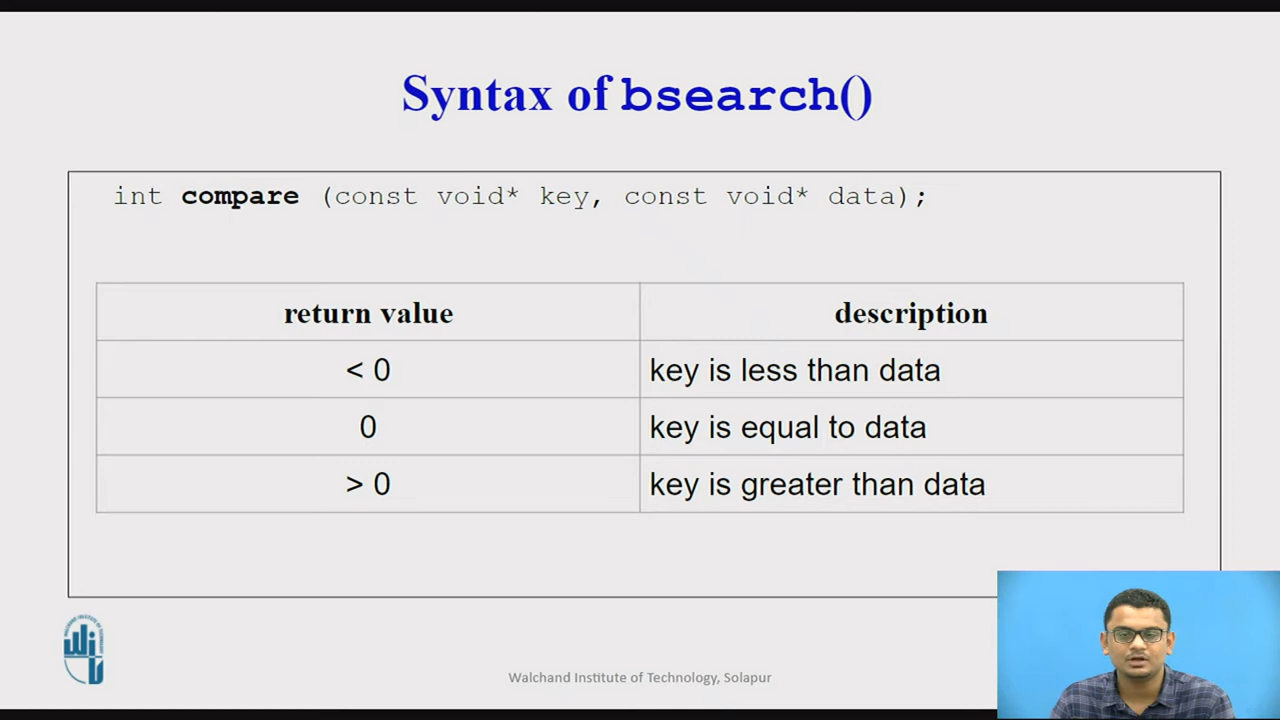 Syntax of bsearch()
int compare (const void* key, const void* data);
return value description
< 0 key is less than data
0 key is equal to data
> 0 key is greater than data
Walchand Institute of Technology, Solapur